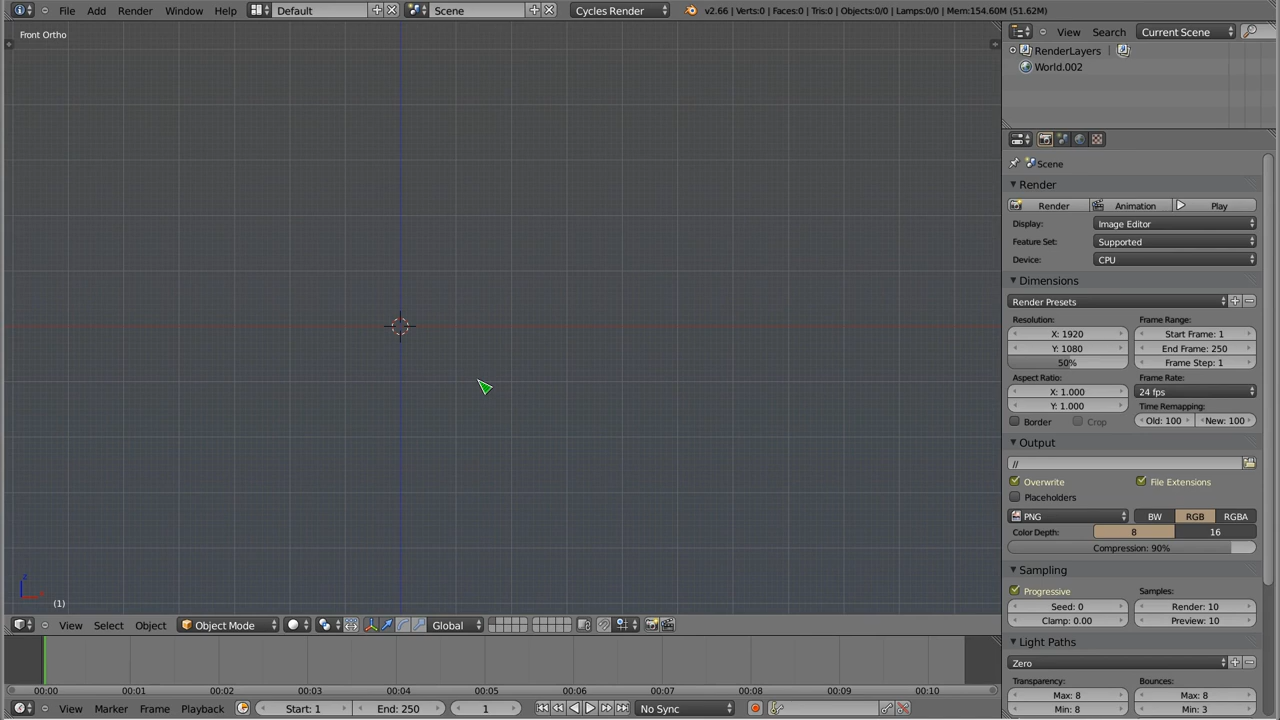 File Add Render Window Help Default Scene Cycles Render v2.66 | Verts:0 | Faces:0 | Tris:0 | Objects:0/0 | Lamps:0/0 | Mem:154.60M (51.62M)
Front Ortho
View Search Current Scene
RenderLayers
World.002
Scene
Render
Render Animation Play
Display: Image Editor
Feature Set: Supported
Device: CPU
Dimensions
Render Presets
Resolution: Frame Range:
X: 1920 Start Frame: 1
Y: 1080 End Frame: 250
50% Frame Step: 1
Aspect Ratio: Frame Rate:
X: 1.000 24 fps
Y: 1.000 Time Remapping:
Border Crop Old: 100 New: 100
Output
//
Overwrite File Extensions
Placeholders
PNG BW RGB RGBA
Color Depth: 8 16
Compression: 90%
Sampling
Progressive Samples:
Seed: 0 Render: 10
Clamp: 0.00 Preview: 10
Light Paths
Zero
Transparency: Bounces:
Max: 8 Max: 8
Min: 8 Min: 3
z
(1)
View Select Object Object Mode Global
00:00 00:01 00:02 00:03 00:04 00:05 00:06 00:07 00:08 00:09 00:10
View Marker Frame Playback Start: 1 End: 250 1 No Sync